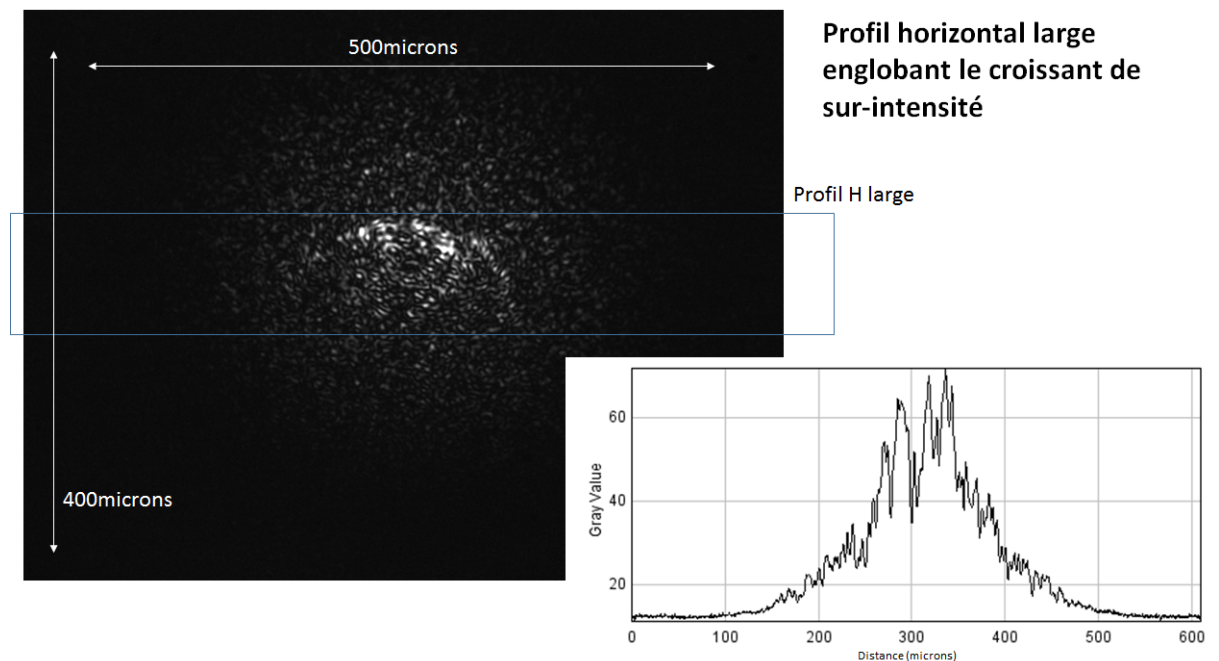 500microns
Profil horizontal large
englobant le croissant de
sur-intensité
Profil H large
400microns
60
40
20
Gray Value
0
100
200
300
400
500
600
Distance (microns)